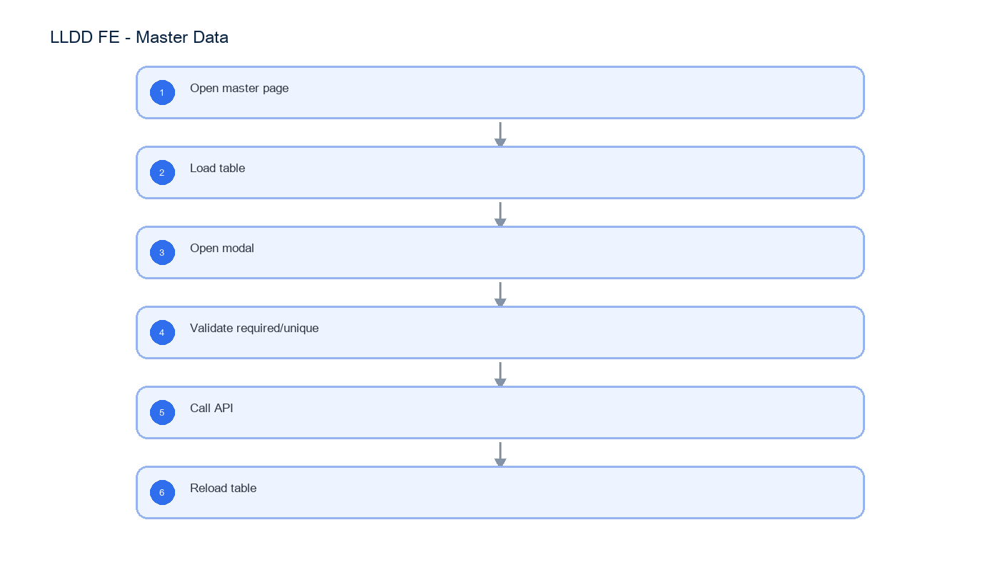 LLDD FE - Master Data
1 Open master page
2 Load table
3 Open modal
4 Validate required/unique
5 Call API
6 Reload table